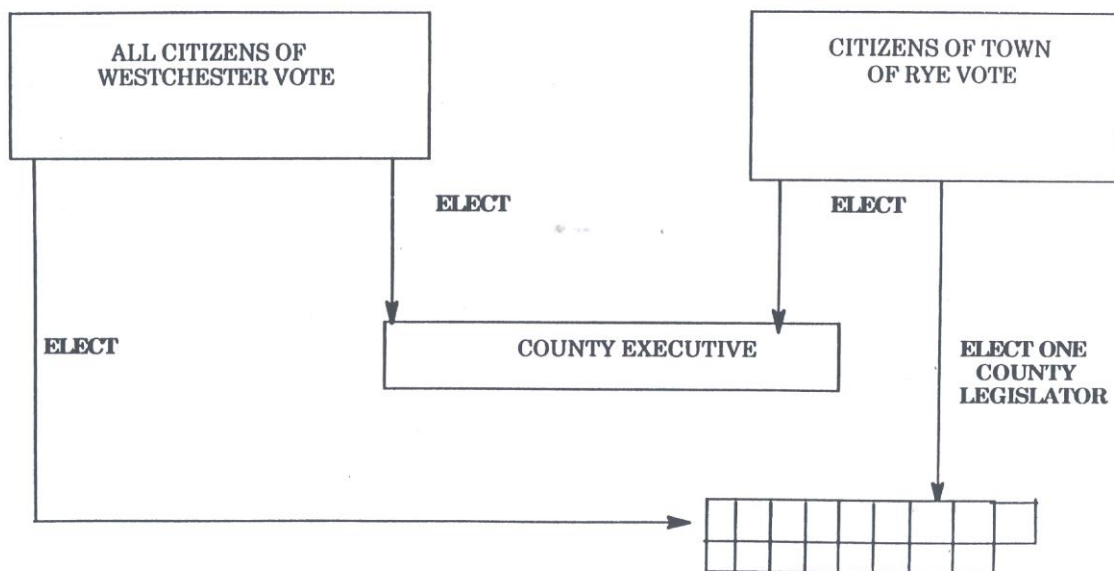 ALL CITIZENS OF
WESTCHESTER VOTE
CITIZENS OF TOWN
OF RYE VOTE
ELECT
ELECT
COUNTY EXECUTIVE
ELECT
ELECT ONE
COUNTY
LEGISLATOR